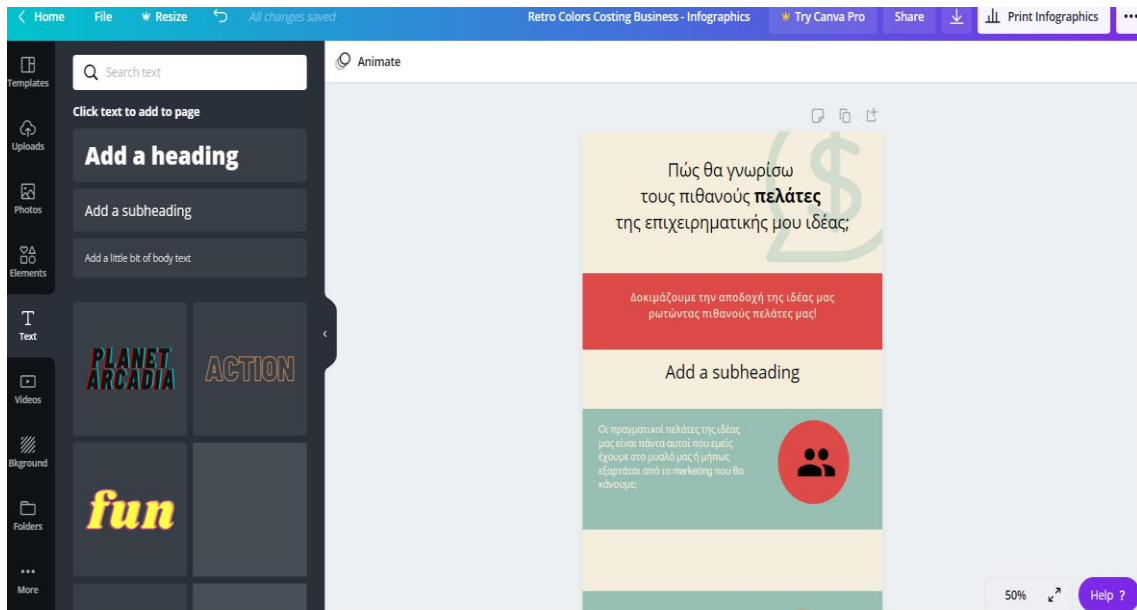 Home File Resize All changes saved Retro Colors Costing Business - Infographics Try Canva Pro Share Print Infographics
Templates
Uploads
Photos
Elements
Text
Videos
Bkground
Folders
More
Search text
Click text to add to page
Add a heading
Add a subheading
Add a little bit of body text
PLANET
ARCADIA
ACTION
fun
Animate
Πώς θα γνωρίσω
τους πιθανούς πελάτες
της επιχειρηματικής μου ιδέας;
Δοκιμάζουμε την αποδοχή της ιδέας μας
ρωτώντας πιθανούς πελάτες μας!
Add a subheading
Οι πραγματικοί πελάτες της ιδέας
μας είναι πάντα αυτοί που εμείς
έχουμε στο μυαλό μας ή μήπως
εξαρτάται από το marketing που θα
κάνουμε;
50% Help ?